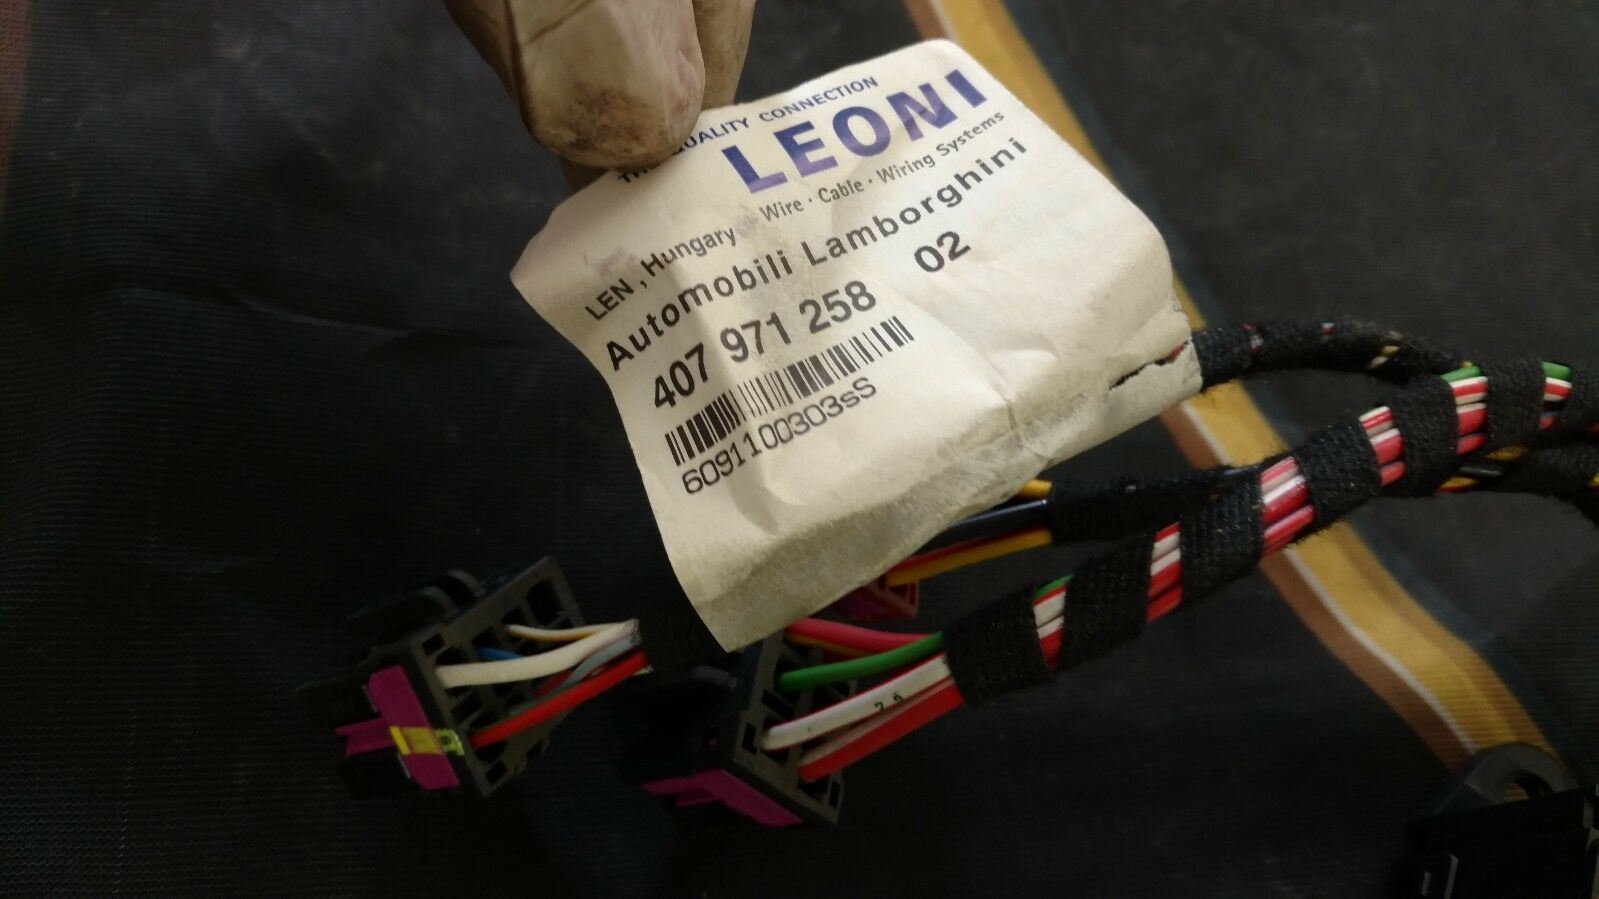 QUALITY CONNECTION
LEONI
Wire · Cable · Wiring Systems
LEN , Hungary
Automobili Lamborghini
407 971 258 02
6091100303sS